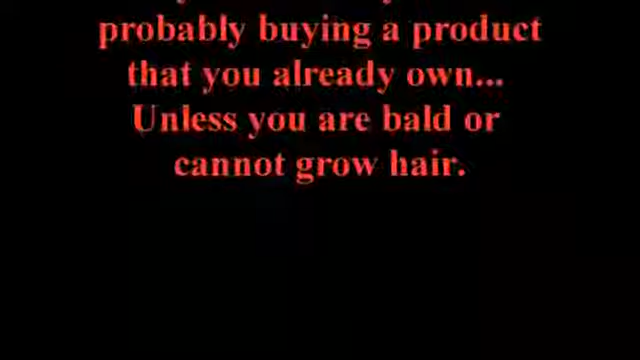 probably buying a product
that you already own...
Unless you are bald or
cannot grow hair.